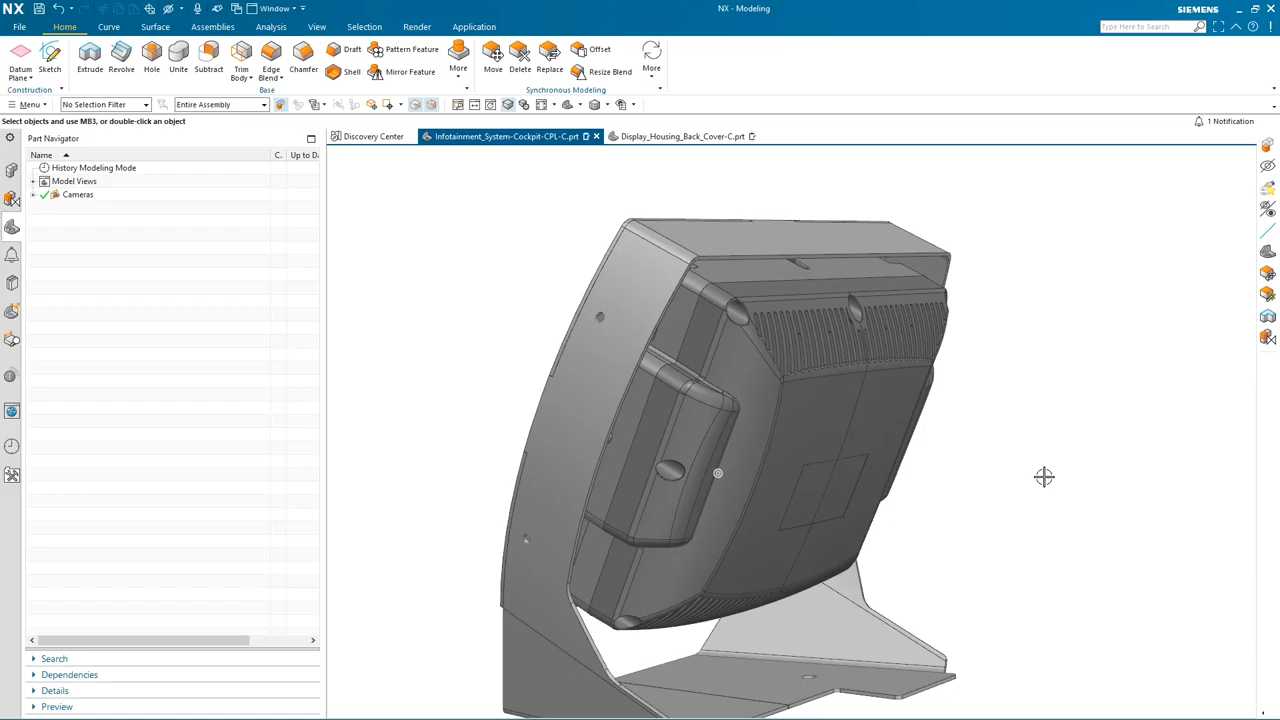 NX
Window
NX - Modeling
SIEMENS
File
Home
Curve
Surface
Assemblies
Analysis
View
Selection
Render
Tools
Application
Type Here to Search
Datum
Plane
Sketch
Extrude
Revolve
Hole
Unite
Subtract
Trim
Body
Edge
Blend
Chamfer
Draft
Shell
Pattern Feature
Mirror Feature
More
Move
Delete
Replace
Offset
Resize Blend
More
Construction
Base
Synchronous Modeling
Menu
No Selection Filter
Entire Assembly
Select objects and use MB3, or double-click an object
1 Notification
Part Navigator
Discovery Center
Infotainment_System-Cockpit-CPL-C.prt
Display_Housing_Back_Cover-C.prt
Name
C.
Up to Da
History Modeling Mode
Model Views
Cameras
Search
Dependencies
Details
Preview